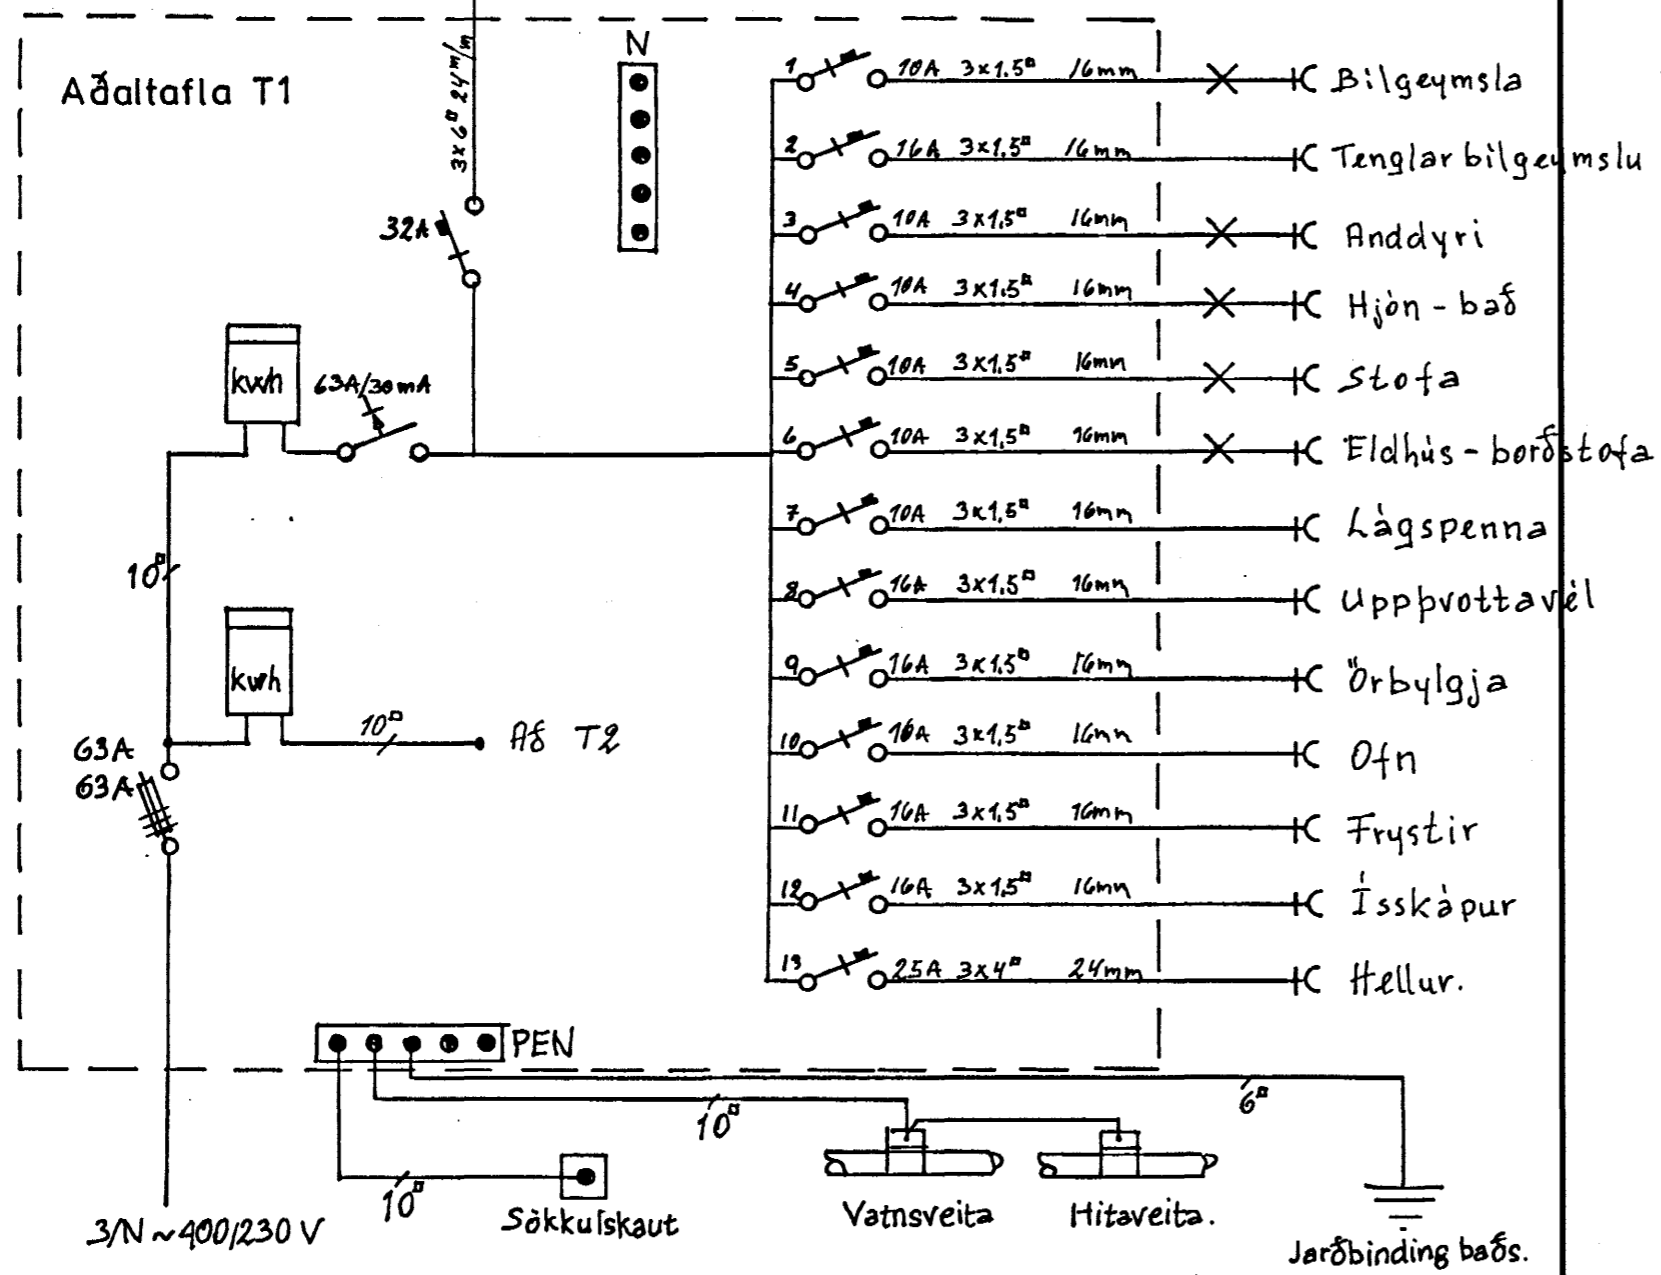 Aðaltafla T1
3x6▫ 24m/m
N
32A
kwh
63A/30mA
10▫
kwh
10▫
Að T2
63A
63A
3/N ~400/230 V
1 10A 3x1.5▫ 16mm Bílgeymsla
2 16A 3x1,5▫ 16mm Tenglar bílgeymslu
3 10A 3x1,5▫ 16mm Anddyri
4 10A 3x1,5▫ 16mm Hjón - bað
5 10A 3x1,5▫ 16mm Stofa
6 10A 3x1,5▫ 16mm Eldhús - borðstofa
7 10A 3x1,5▫ 16mm Lágspenna
8 16A 3x1,5▫ 16mm Uppþvottavél
9 16A 3x1,5▫ 16mm Örbylgja
10 16A 3x1,5▫ 16mm Ofn
11 16A 3x1,5▫ 16mm Frystir
12 16A 3x1,5▫ 16mm Ísskápur
13 25A 3x4▫ 24mm Hellur.
PEN
6▫
10▫
10▫
Sökkulskaut
Vatnsveita
Hitaveita.
Jarðbinding baðs.